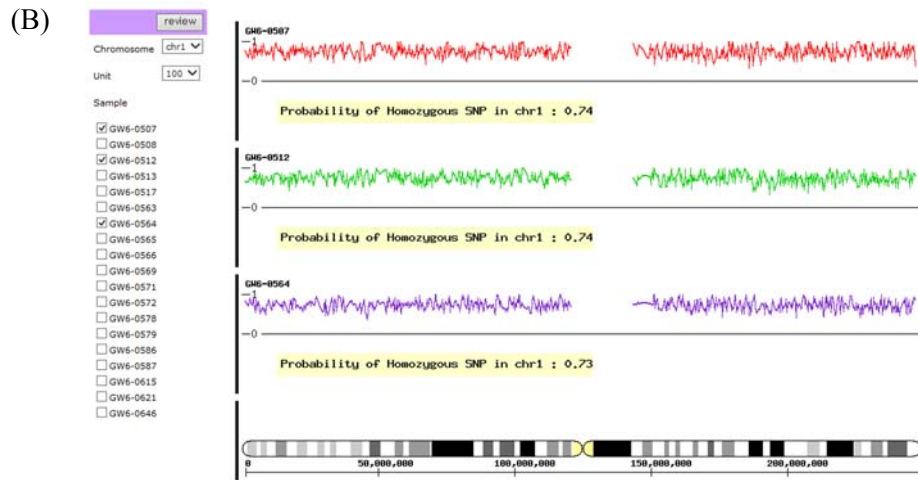 (B)
review
Chromosome chr1
Unit 100
Sample
GW6-0507
GW6-0508
GW6-0512
GW6-0513
GW6-0517
GW6-0563
GW6-0564
GW6-0565
GW6-0566
GW6-0569
GW6-0571
GW6-0572
GW6-0578
GW6-0579
GW6-0586
GW6-0587
GW6-0615
GW6-0621
GW6-0646
GW6-0507
1
0
Probability of Homozygous SNP in chr1 : 0.74
GW6-0512
1
0
Probability of Homozygous SNP in chr1 : 0.74
GW6-0564
1
0
Probability of Homozygous SNP in chr1 : 0.73
0 50,000,000 100,000,000 150,000,000 200,000,000